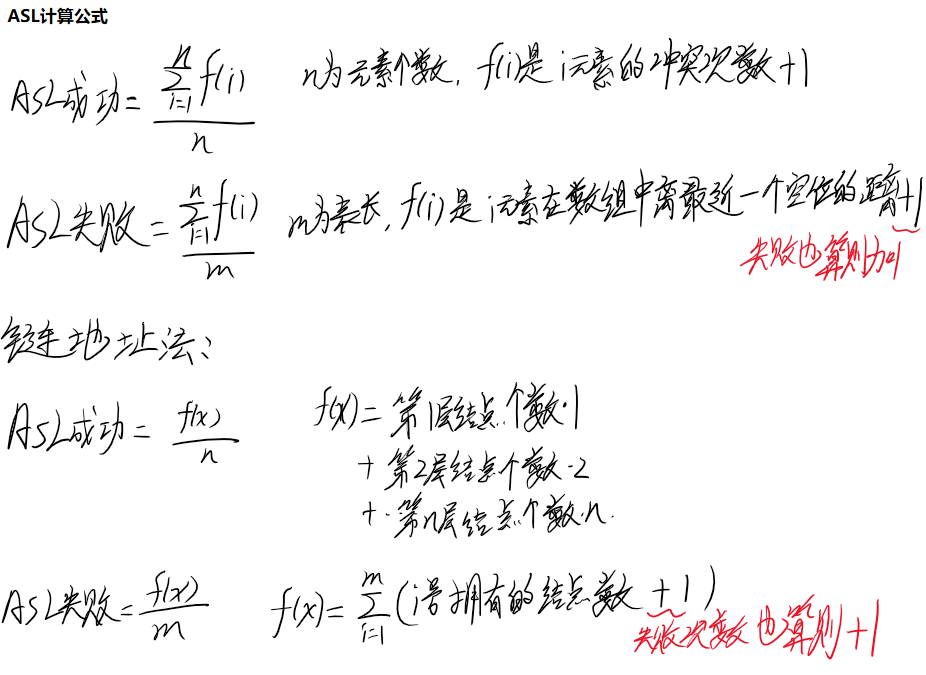 ASL计算公式
ASL成功 = \frac{\sum_{i=1}^{n} f(i)}{n} n为元素个数, f(i)是i元素的冲突次数+1
ASL失败 = \frac{\sum_{i=1}^{n} f(i)}{m} m为表长, f(i)是i元素在数组中离最近一个空位的距离+1
失败也算则加1
链地址法:
ASL成功 = \frac{f(x)}{n} f(x) = 第1层结点个数·1
+ 第2层结点个数·2
+ 第n层结点个数·n.
ASL失败 = \frac{f(x)}{m} f(x) = \sum_{i=1}^{m} (i号拥有的结点数 + 1)
失败次数也算则+1